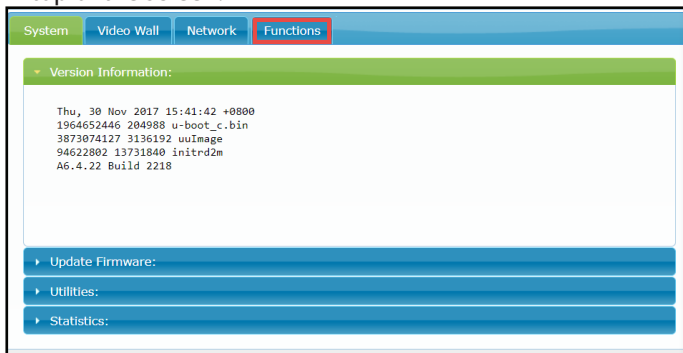 System Video Wall Network Functions
Version Information:
Thu, 30 Nov 2017 15:41:42 +0800
1964652446 204988 u-boot_c.bin
3873074127 3136192 uuImage
94622802 13731840 initrd2m
A6.4.22 Build 2218
Update Firmware:
Utilities:
Statistics: